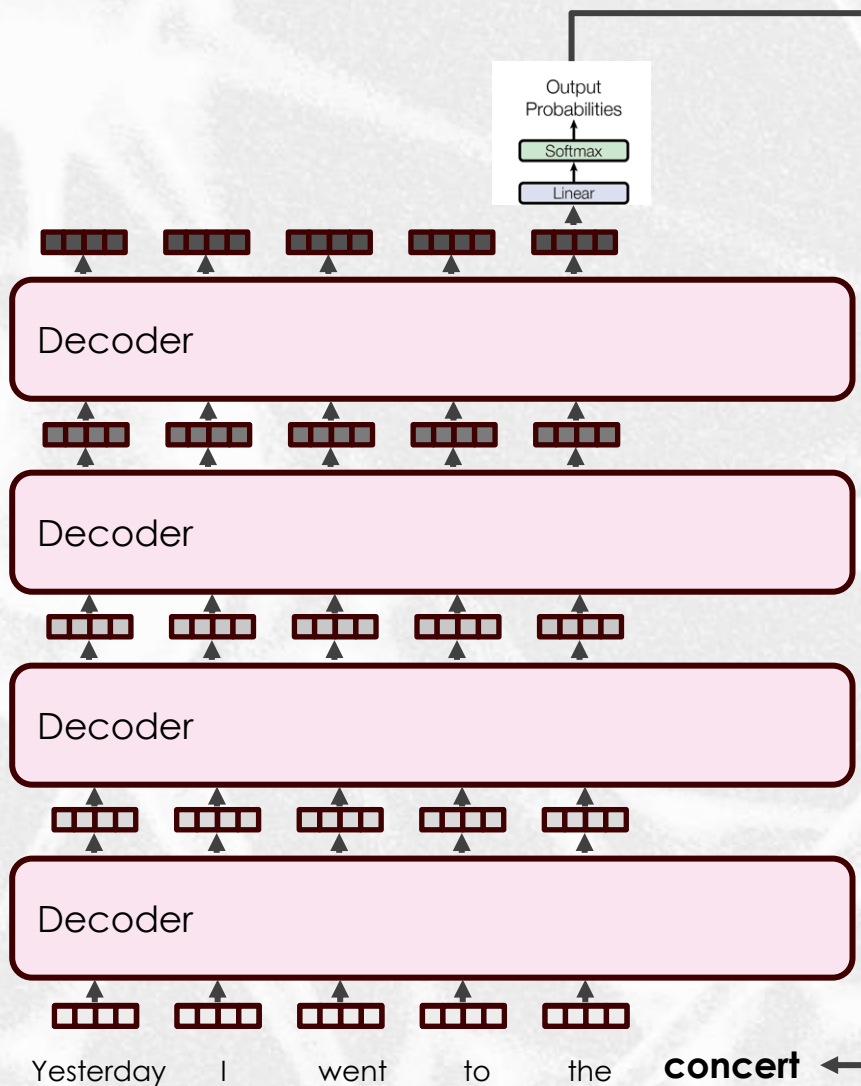 Output
Probabilities
Softmax
Linear
Decoder
Decoder
Decoder
Decoder
Yesterday I went to the concert